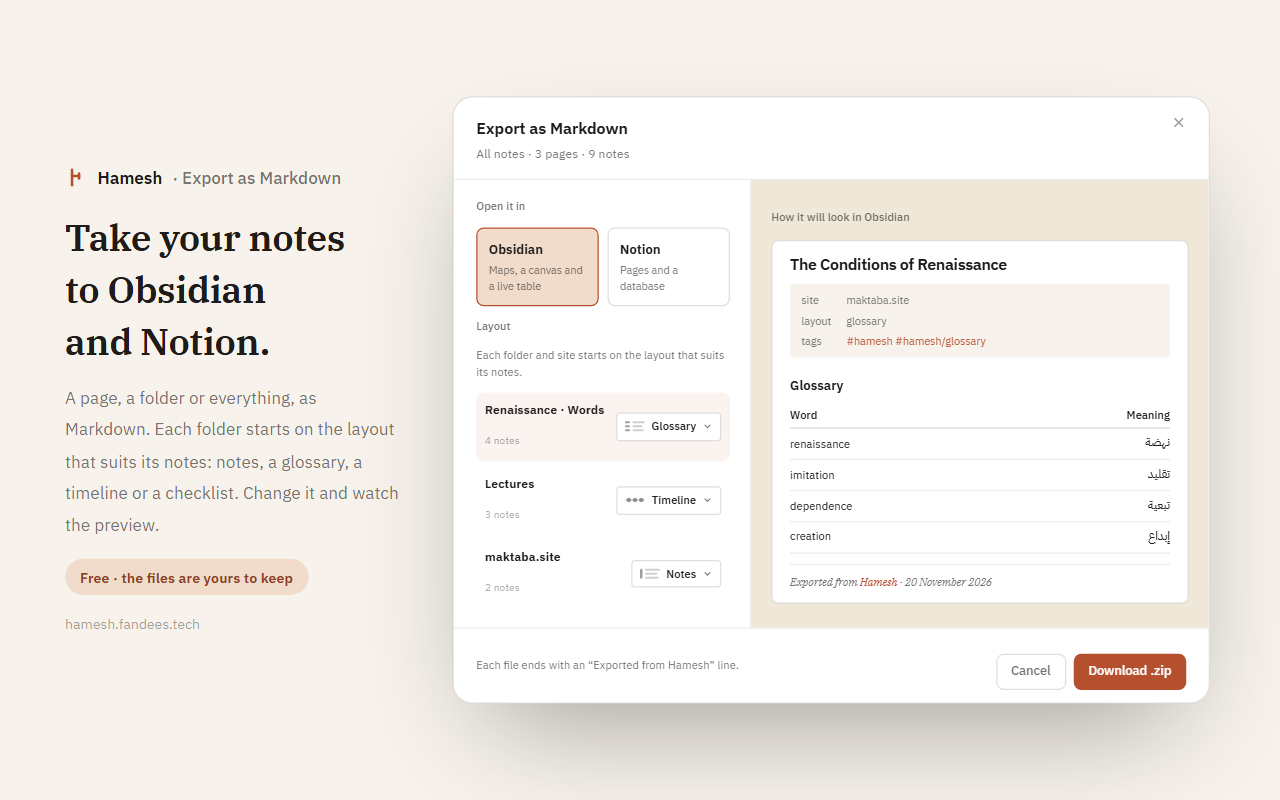 Hamesh · Export as Markdown
Take your notes
to Obsidian
and Notion.
A page, a folder or everything, as
Markdown. Each folder starts on the layout
that suits its notes: notes, a glossary, a
timeline or a checklist. Change it and watch
the preview.
Free · the files are yours to keep
hamesh.fandees.tech
Export as Markdown
All notes · 3 pages · 9 notes
Open it in
Obsidian
Maps, a canvas and
a live table
Notion
Pages and a
database
Layout
Each folder and site starts on the layout that suits
its notes.
Renaissance · Words
4 notes
Glossary
Lectures
3 notes
Timeline
maktaba.site
2 notes
Notes
How it will look in Obsidian
The Conditions of Renaissance
site maktaba.site
layout glossary
tags #hamesh #hamesh/glossary
Glossary
Word Meaning
renaissance نهضة
imitation تقليد
dependence تبعية
creation إبداع
Exported from Hamesh · 20 November 2026
Each file ends with an “Exported from Hamesh” line.
Cancel
Download .zip